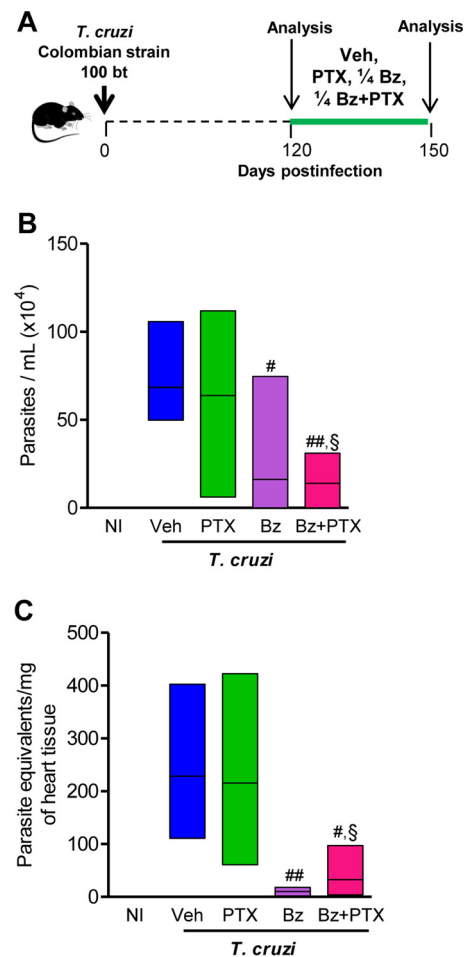 A
T. cruzi
Colombian strain
100 bt
Analysis
Analysis
Veh,
PTX, ¼ Bz,
¼ Bz+PTX
0
120
150
Days postinfection
B
Parasites / mL (x10⁴)
150
100
50
0
#
##,§
NI Veh PTX Bz Bz+PTX
T. cruzi
C
Parasite equivalents/mg
of heart tissue
500
400
300
200
100
0
##
#,§
NI Veh PTX Bz Bz+PTX
T. cruzi